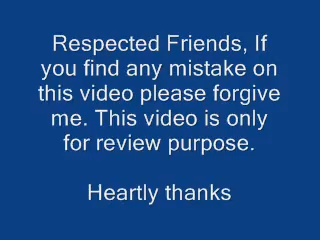 Respected Friends, If
you find any mistake on
this video please forgive
me. This video is only
for review purpose.
Heartly thanks